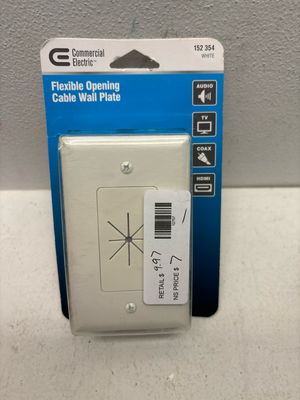 Commercial
Electric™
152 354
WHITE
Flexible Opening
Cable Wall Plate
AUDIO
TV
COAX
HDMI
RETAIL $ 9.97
NS PRICE $ 7